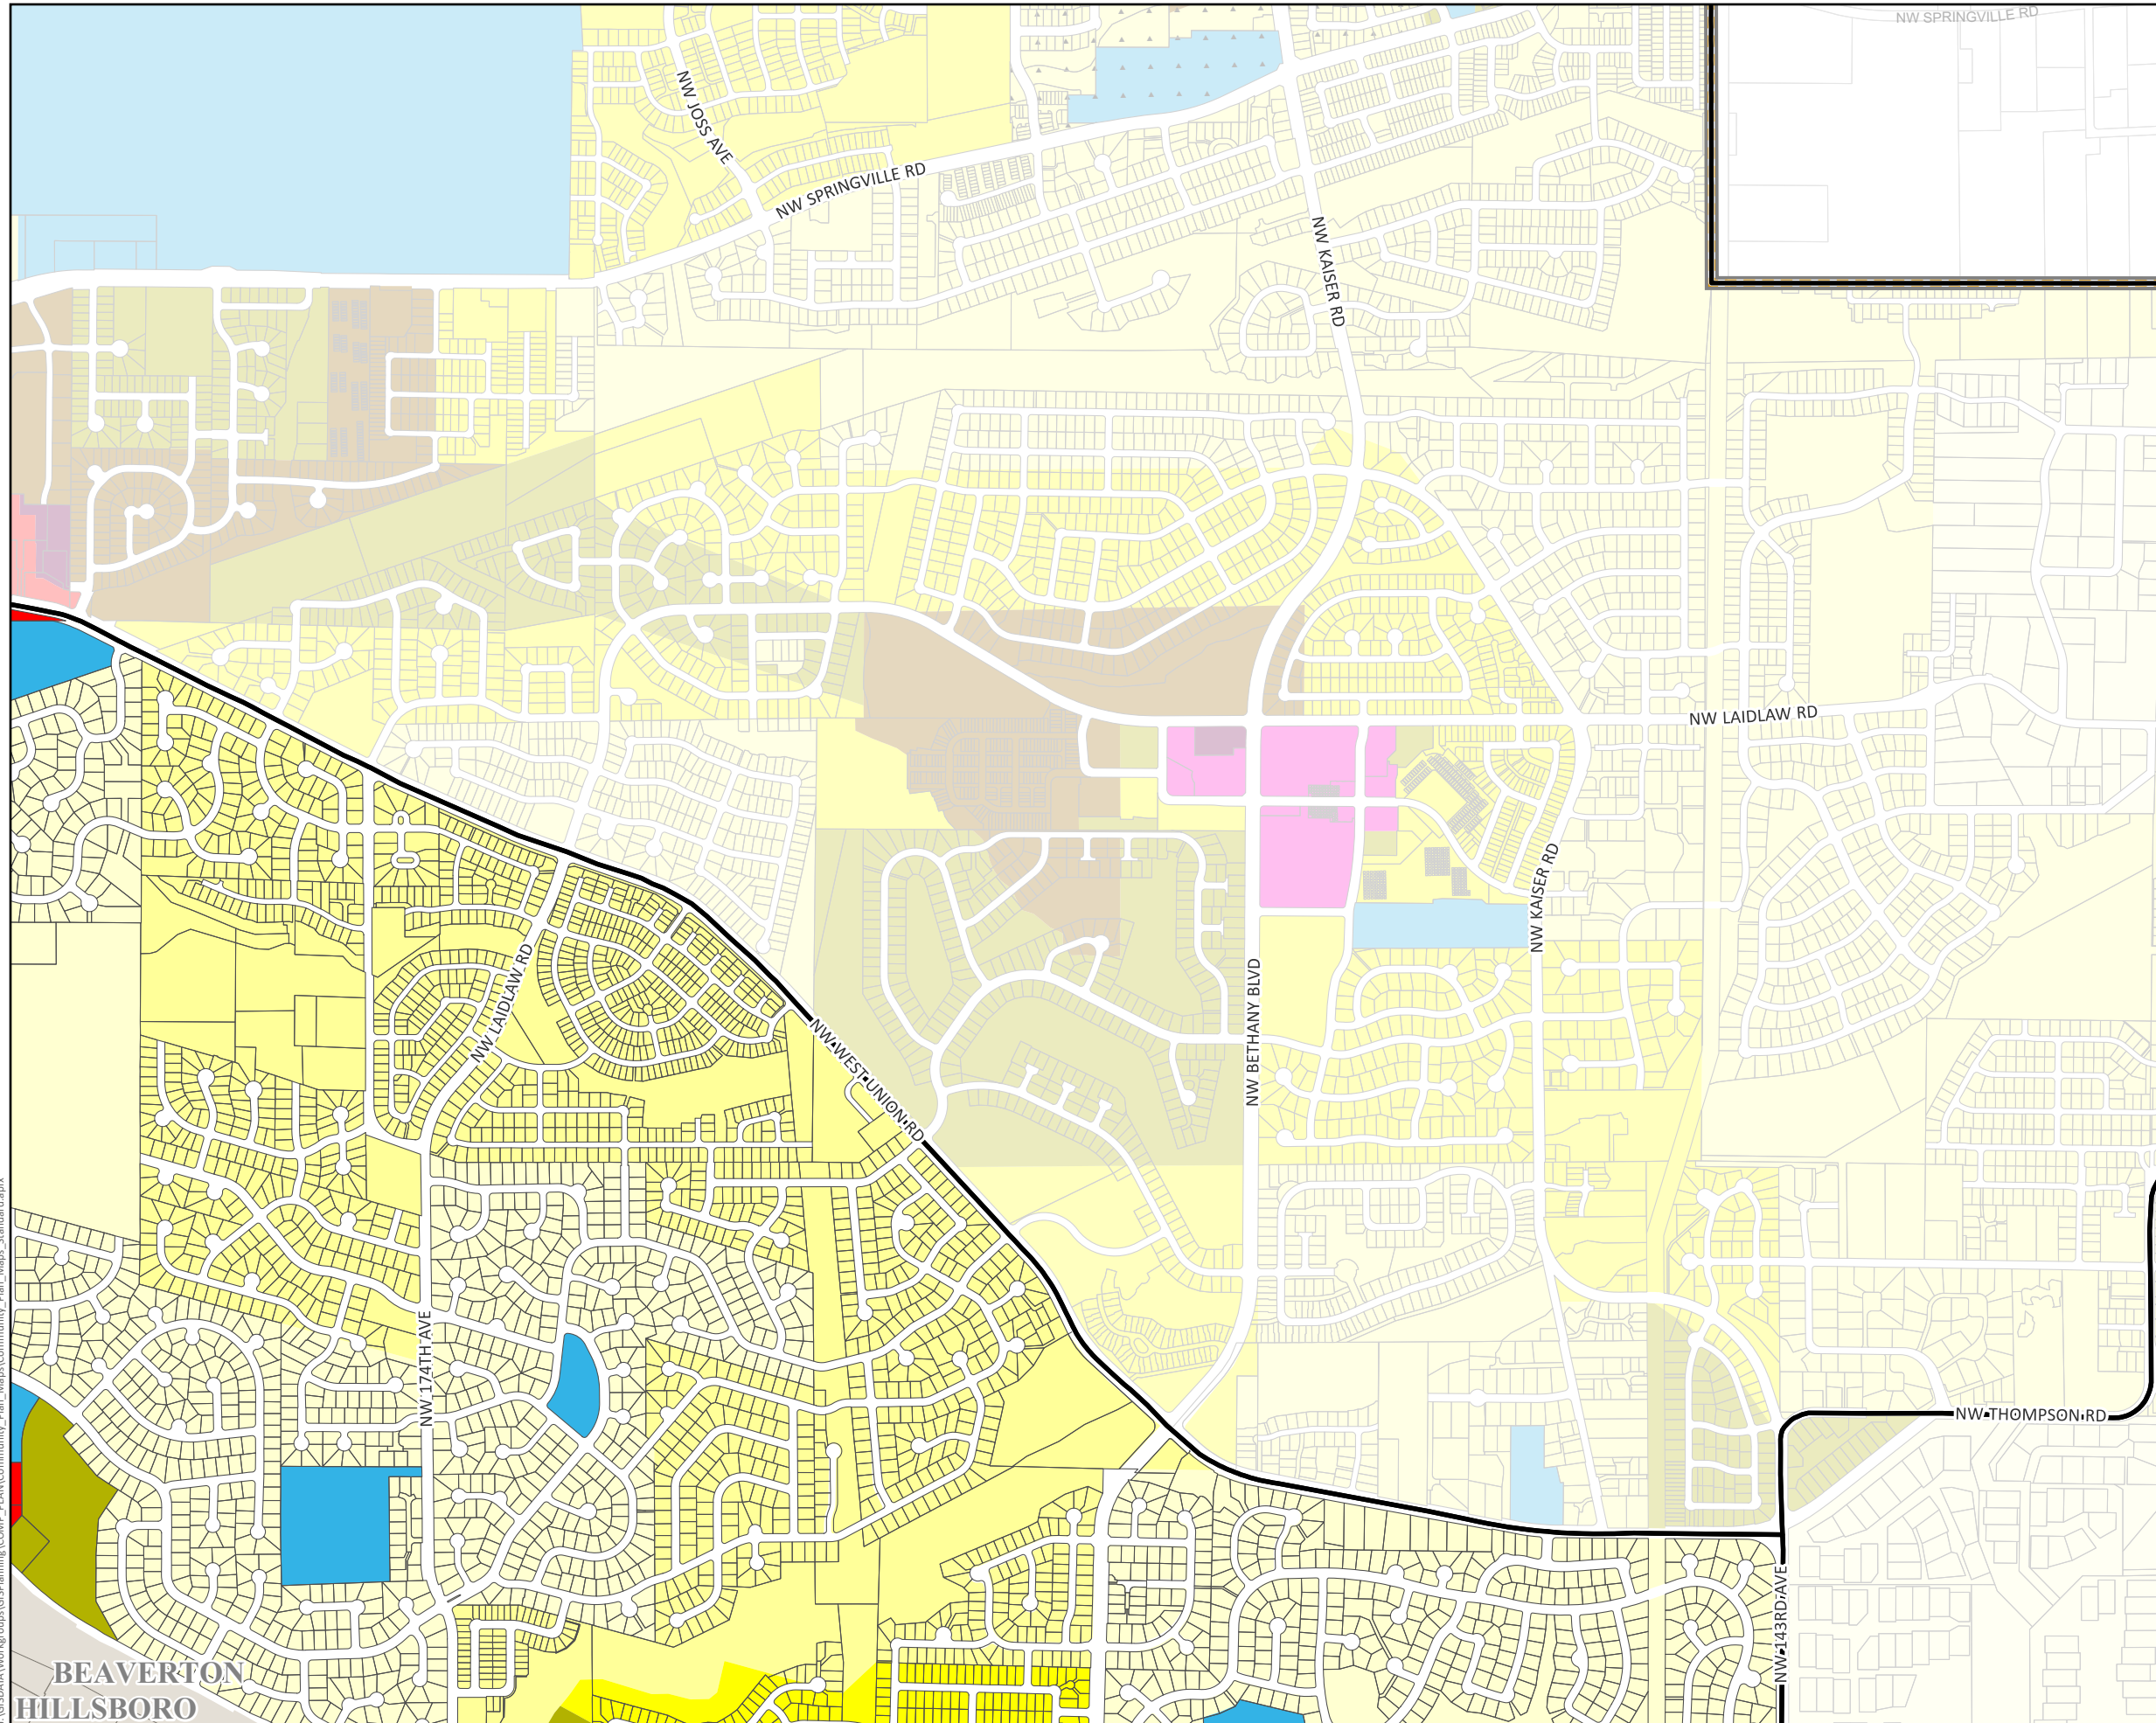 NW SPRINGVILLE RD
NW JOSS AVE
NW SPRINGVILLE RD
NW KAISER RD
NW LAIDLAW RD
NW KAISER RD
NW LAIDLAW RD
NW BETHANY BLVD
NW WEST UNION RD
NW 174TH AVE
NW THOMPSON RD
NW 143RD AVE
BEAVERTON
HILLSBORO